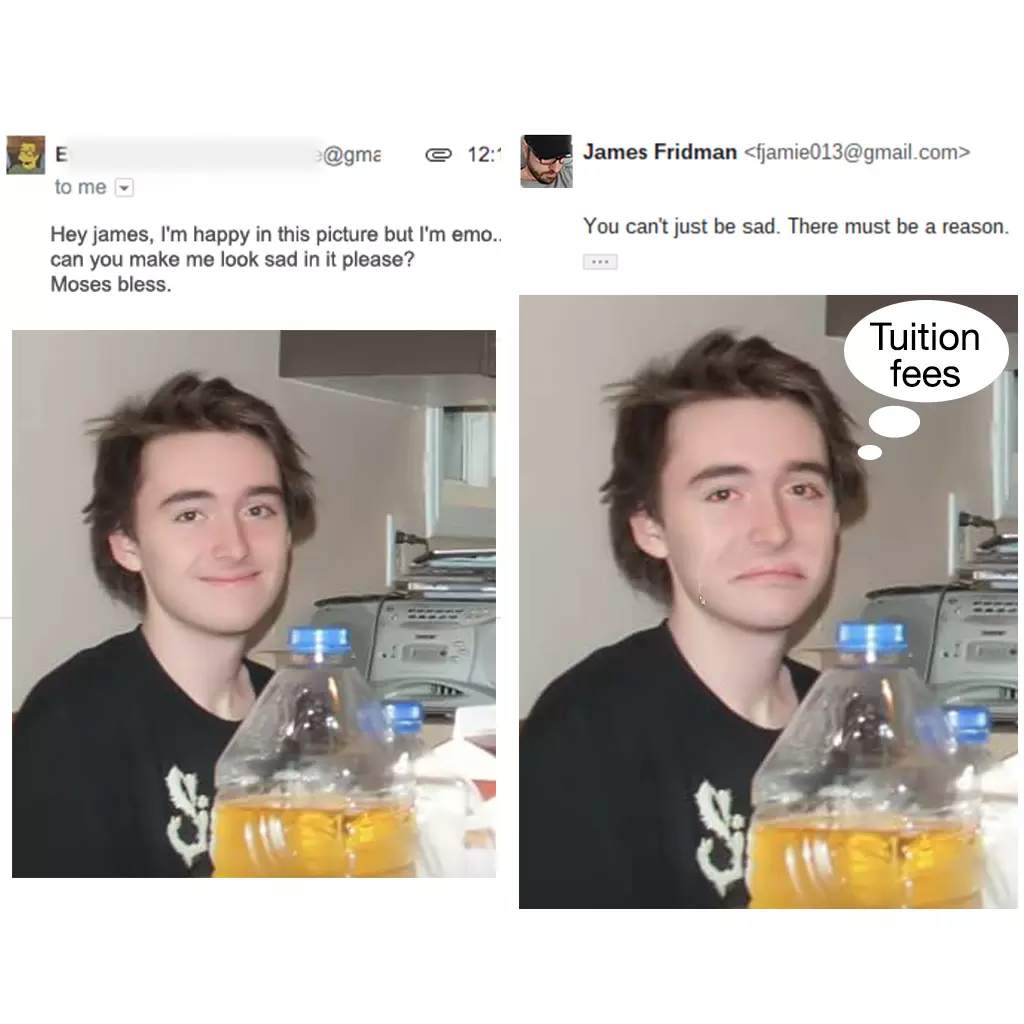 E e@gma 12:1
to me
Hey james, I'm happy in this picture but I'm emo..
can you make me look sad in it please?
Moses bless.
James Fridman <fjamie013@gmail.com>
You can't just be sad. There must be a reason.
Tuition
fees